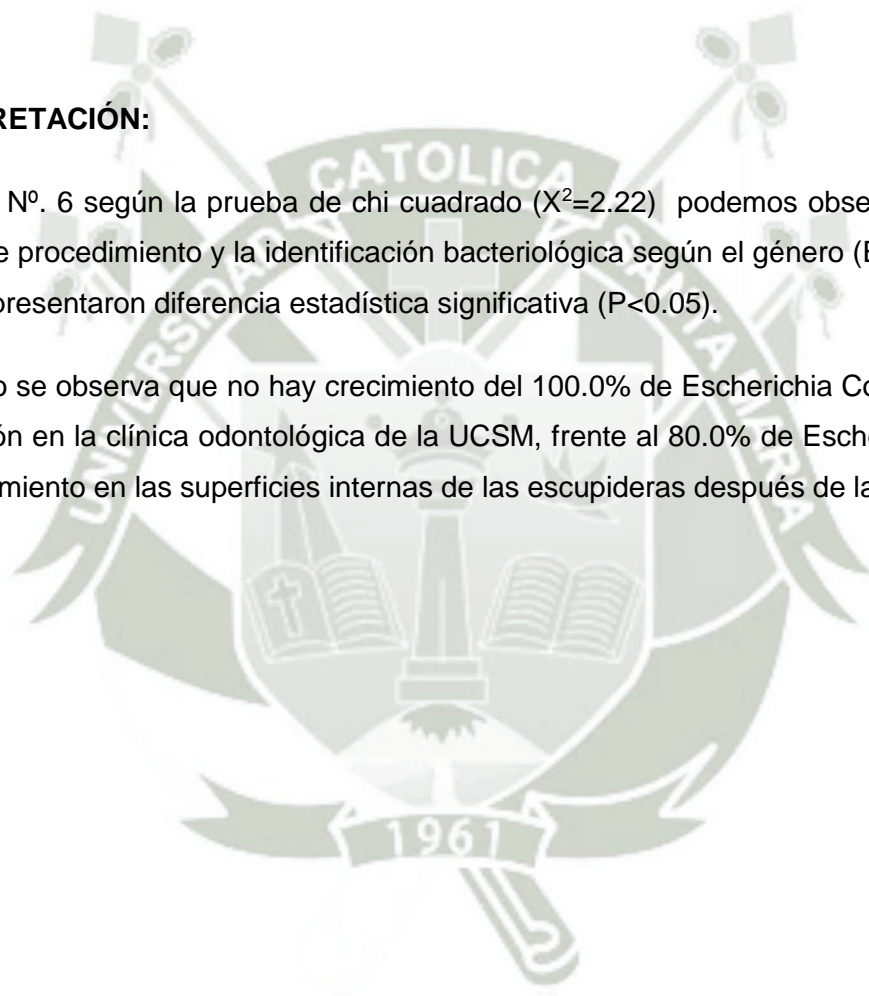 RETACIÓN:
Nº. 6 según la prueba de chi cuadrado (X²=2.22) podemos obse
e procedimiento y la identificación bacteriológica según el género (E
presentaron diferencia estadística significativa (P<0.05).
o se observa que no hay crecimiento del 100.0% de Escherichia Co
ón en la clínica odontológica de la UCSM, frente al 80.0% de Esche
miento en las superficies internas de las escupideras después de la
UNIVERSIDAD CATOLICA SANTA MARIA
1961